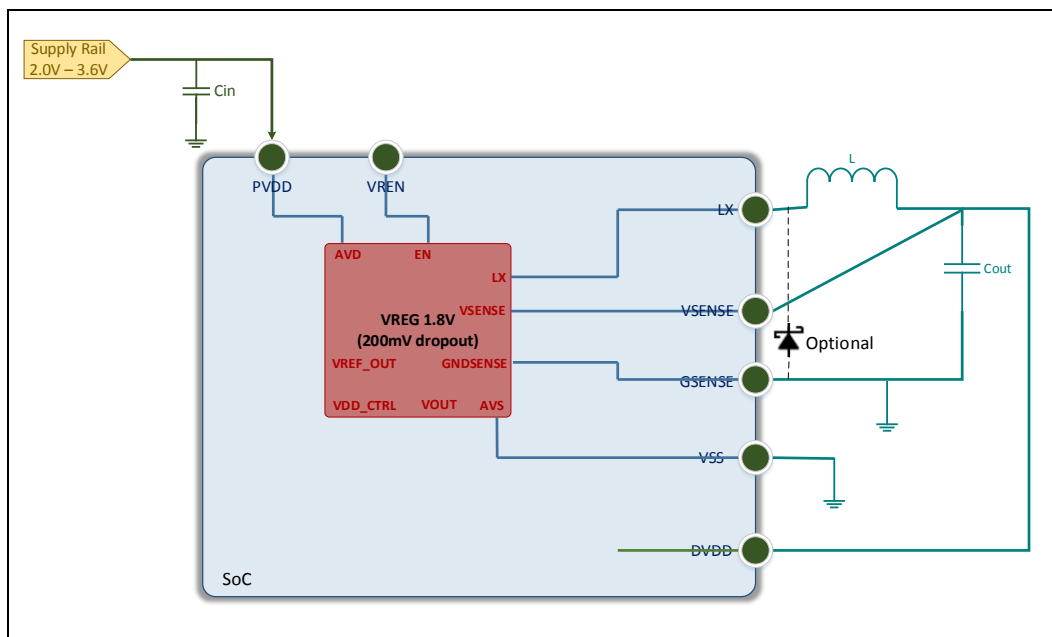 Supply Rail
2.0V – 3.6V
Cin
PVDD
VREN
L
LX
AVD
EN
LX
Cout
VSENSE
VSENSE
VREG 1.8V
(200mV dropout)
Optional
VREF_OUT
GNDSENSE
GSENSE
VDD_CTRL
VOUT
AVS
VSS
DVDD
SoC